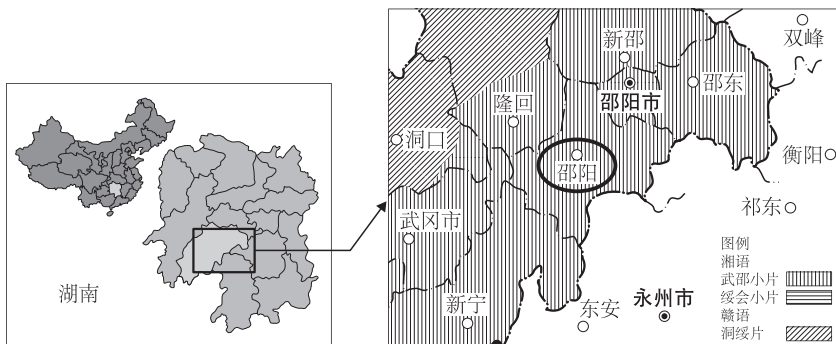 湖南
双峰
新邵
邵阳市
邵东
隆回
洞口
邵阳
衡阳
祁东
武冈市
新宁
东安
永州市
图例
湘语
武邵小片
绥会小片
赣语
洞绥片